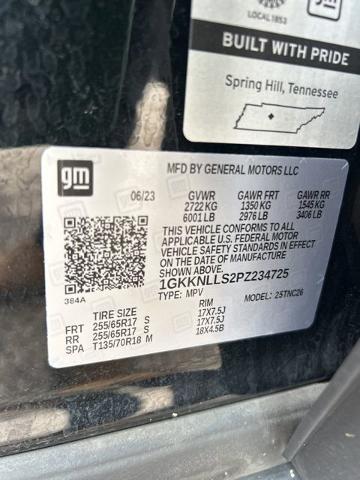 LOCAL 1853
gm
BUILT WITH PRIDE
Spring Hill, Tennessee
gm
MFD BY GENERAL MOTORS LLC
06/23 GVWR GAWR FRT GAWR RR
2722 KG 1350 KG 1545 KG
6001 LB 2976 LB 3406 LB
THIS VEHICLE CONFORMS TO ALL
APPLICABLE U.S. FEDERAL MOTOR
VEHICLE SAFETY STANDARDS IN
EFFECT ON THE DATE OF
MANUFACTURE SHOWN ABOVE.
1GKKNLLS2PZ234725
384A
TYPE: MPV MODEL: 25TNC26
TIRE SIZE RIM
FRT 255/65R17 S 17X7.5J
RR 255/65R17 S 17X7.5J
SPA T135/70R18 M 18X4.5B